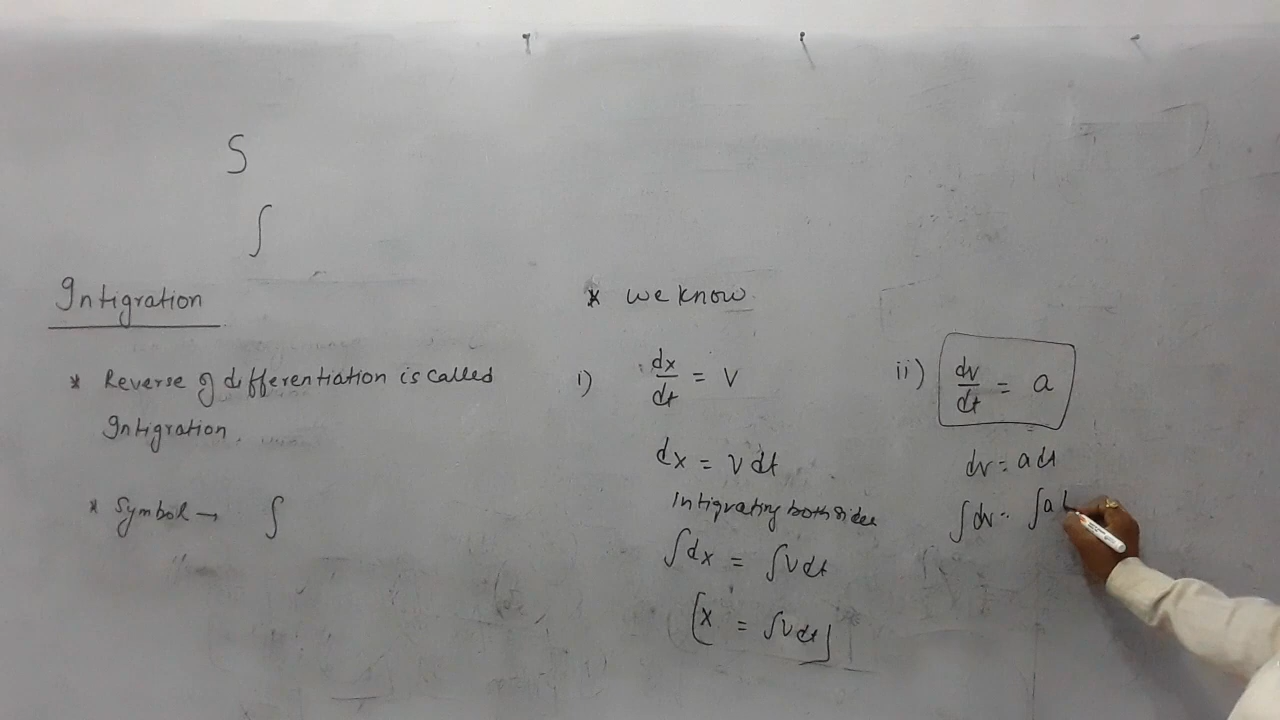 S
∫
Intigration
* Reverse of differentiation is called
Intigration.
* Symbol → ∫
* we know
i) dx/dt = v
dx = v dt
Intigrating both sides
∫dx = ∫v dt
[x = ∫v dt]
ii) dv/dt = a
dv = a dt
∫dv = ∫a